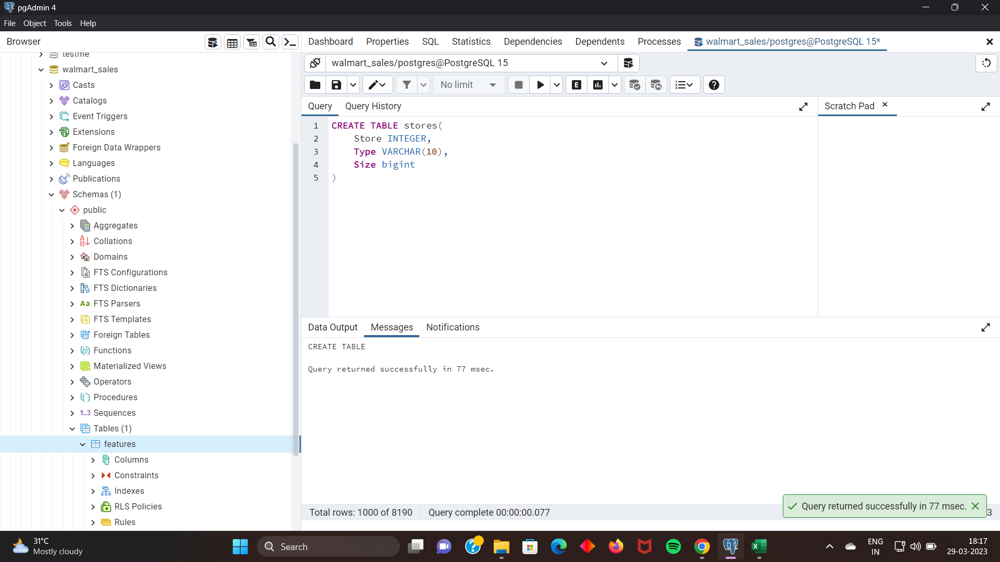 pgAdmin 4
File Object Tools Help
Browser
Dashboard Properties SQL Statistics Dependencies Dependents Processes walmart_sales/postgres@PostgreSQL 15*
walmart_sales/postgres@PostgreSQL 15
No limit
E
Query Query History
Scratch Pad
testme
walmart_sales
Casts
Catalogs
Event Triggers
Extensions
Foreign Data Wrappers
Languages
Publications
Schemas (1)
public
Aggregates
Collations
Domains
FTS Configurations
FTS Dictionaries
Aa FTS Parsers
FTS Templates
Foreign Tables
Functions
Materialized Views
Operators
Procedures
1..3 Sequences
Tables (1)
features
Columns
Constraints
Indexes
RLS Policies
Rules
1 CREATE TABLE stores(
2 Store INTEGER,
3 Type VARCHAR(10),
4 Size bigint
5 )
Data Output Messages Notifications
CREATE TABLE
Query returned successfully in 77 msec.
Total rows: 1000 of 8190 Query complete 00:00:00.077
Query returned successfully in 77 msec.
3
31°C
Mostly cloudy
Search
ENG
IN
18:17
29-03-2023